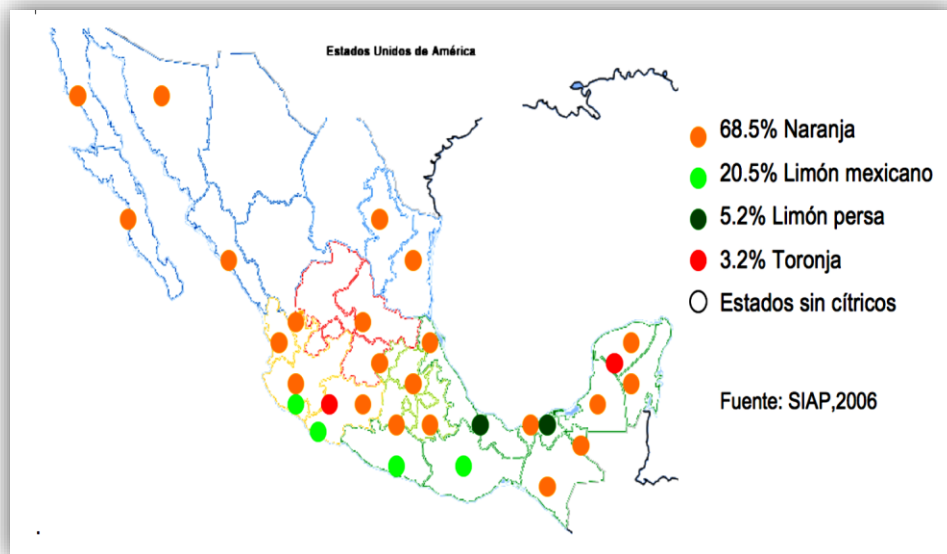 Estados Unidos de América
68.5% Naranja
20.5% Limón mexicano
5.2% Limón persa
3.2% Toronja
Estados sin cítricos
Fuente: SIAP,2006